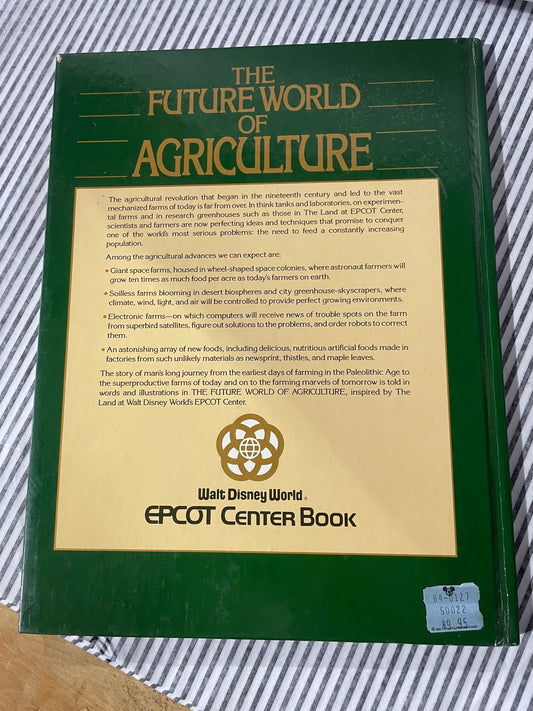 THE
FUTURE WORLD
OF
AGRICULTURE
The agricultural revolution that began in the nineteenth century and led to the vast
mechanized farms of today is far from over. In think tanks and laboratories, on experimen-
tal farms and in research greenhouses such as those in The Land at EPCOT Center,
scientists and farmers are now perfecting ideas and techniques that promise to conquer
one of the world's most serious problems: the need to feed a constantly increasing
population.
Among the agricultural advances we can expect are:
• Giant space farms, housed in wheel-shaped space colonies, where astronaut farmers will
grow ten times as much food per acre as today's farmers on earth.
• Soilless farms blooming in desert biospheres and city greenhouse-skyscrapers, where
climate, wind, light, and air will be controlled to provide perfect growing environments.
• Electronic farms—on which computers will receive news of trouble spots on the farm
from superbird satellites, figure out solutions to the problems, and order robots to correct
them.
• An astonishing array of new foods, including delicious, nutritious artificial foods made in
factories from such unlikely materials as newsprint, thistles, and maple leaves.
The story of man's long journey from the earliest days of farming in the Paleolithic Age to
the superproductive farms of today and on to the farming marvels of tomorrow is told in
words and illustrations in THE FUTURE WORLD OF AGRICULTURE, inspired by The
Land at Walt Disney World's EPCOT Center.
Walt Disney World®
EPCOT CENTER BOOK
84-0127
50022
$9.95